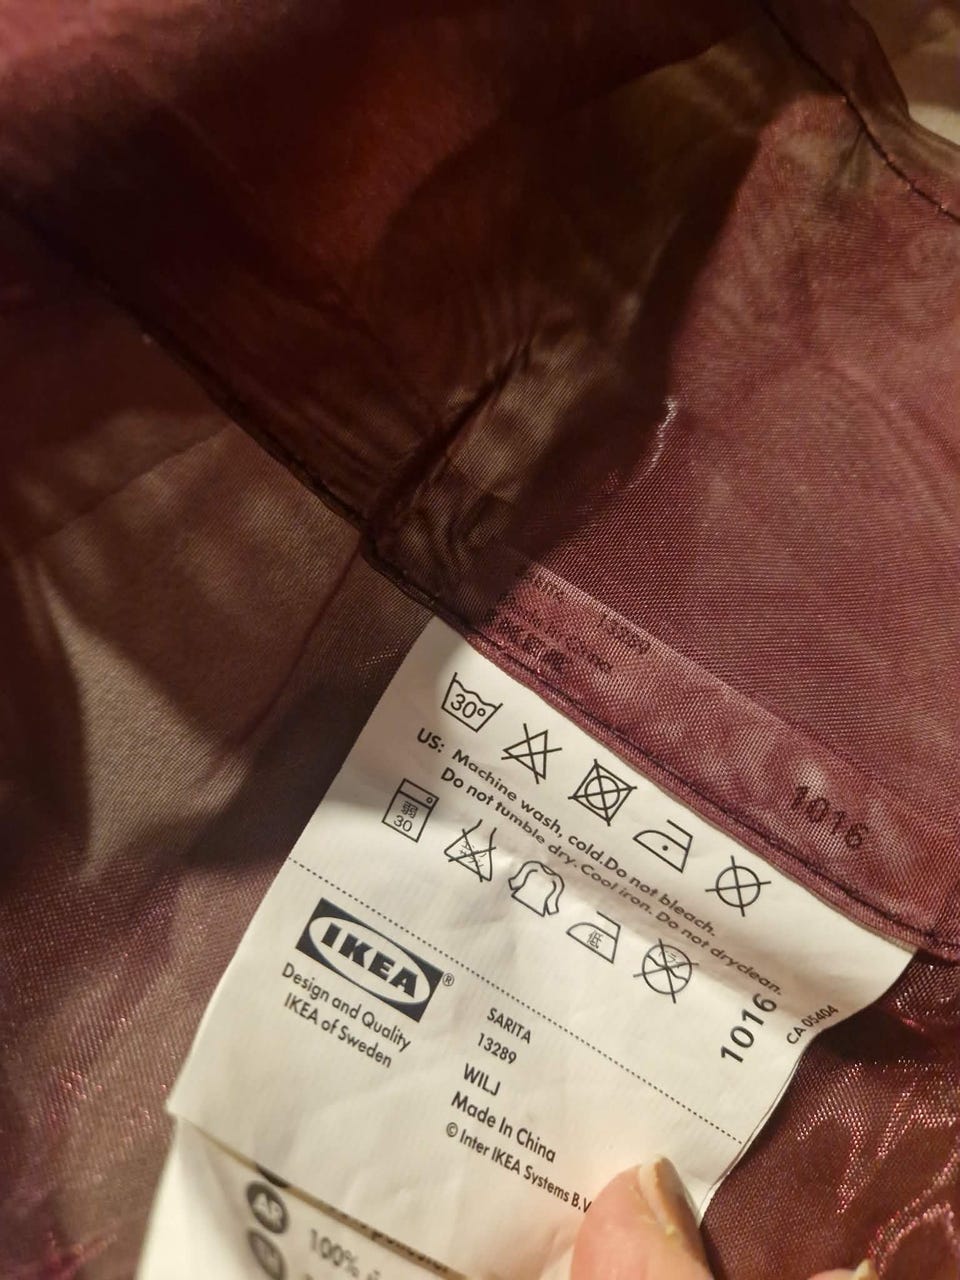 30°
US: Machine wash, cold.Do not bleach.
Do not tumble dry. Cool iron. Do not dryclean.
弱
30
低
IKEA®
Design and Quality
IKEA of Sweden
SARITA
13289
WILJ
Made In China
© Inter IKEA Systems B.V
1016
CA 05404
1016
100%